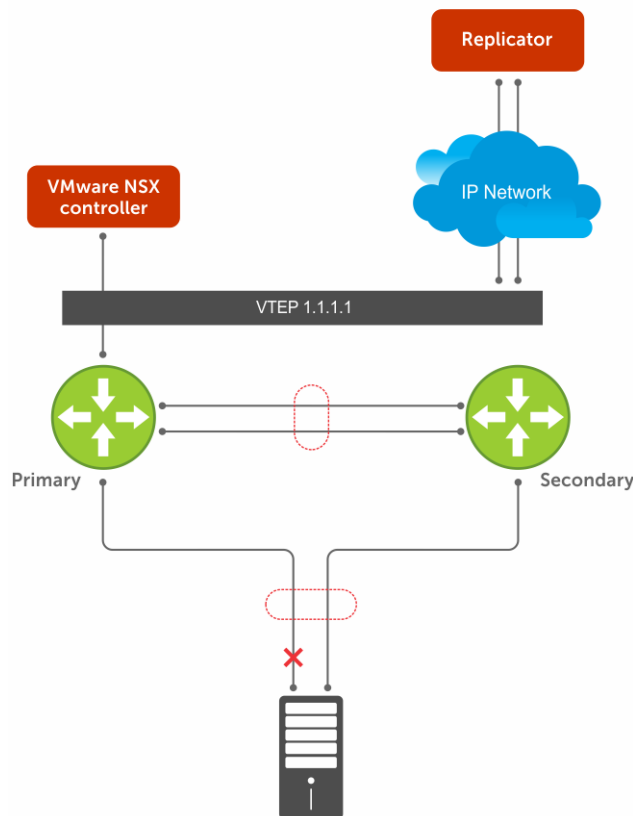 Replicator
IP Network
VMware NSX
controller
VTEP 1.1.1.1
Primary
Secondary